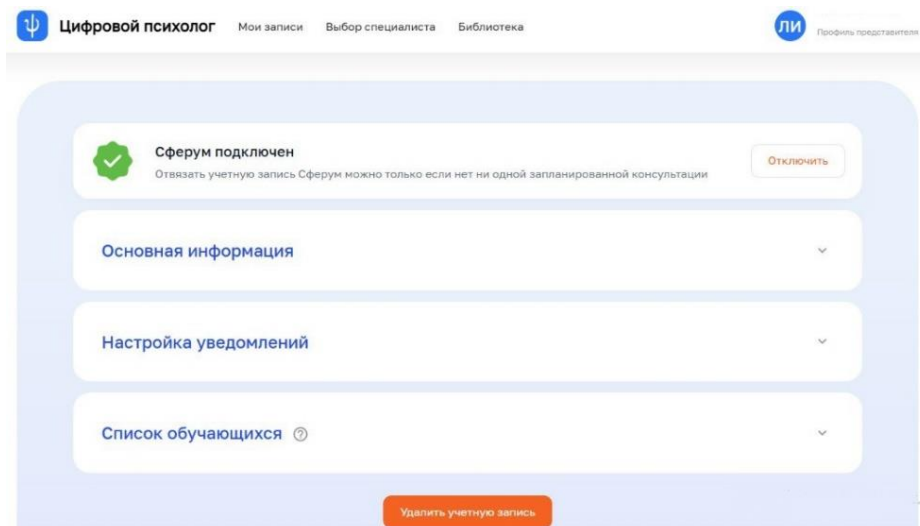 Цифровой психолог Мои записи Выбор специалиста Библиотека ЛИ Профиль представителя
Сферум подключен
Отвязать учетную запись Сферум можно только если нет ни одной запланированной консультации
Отключить
Основная информация
Настройка уведомлений
Список обучающихся
Удалить учетную запись